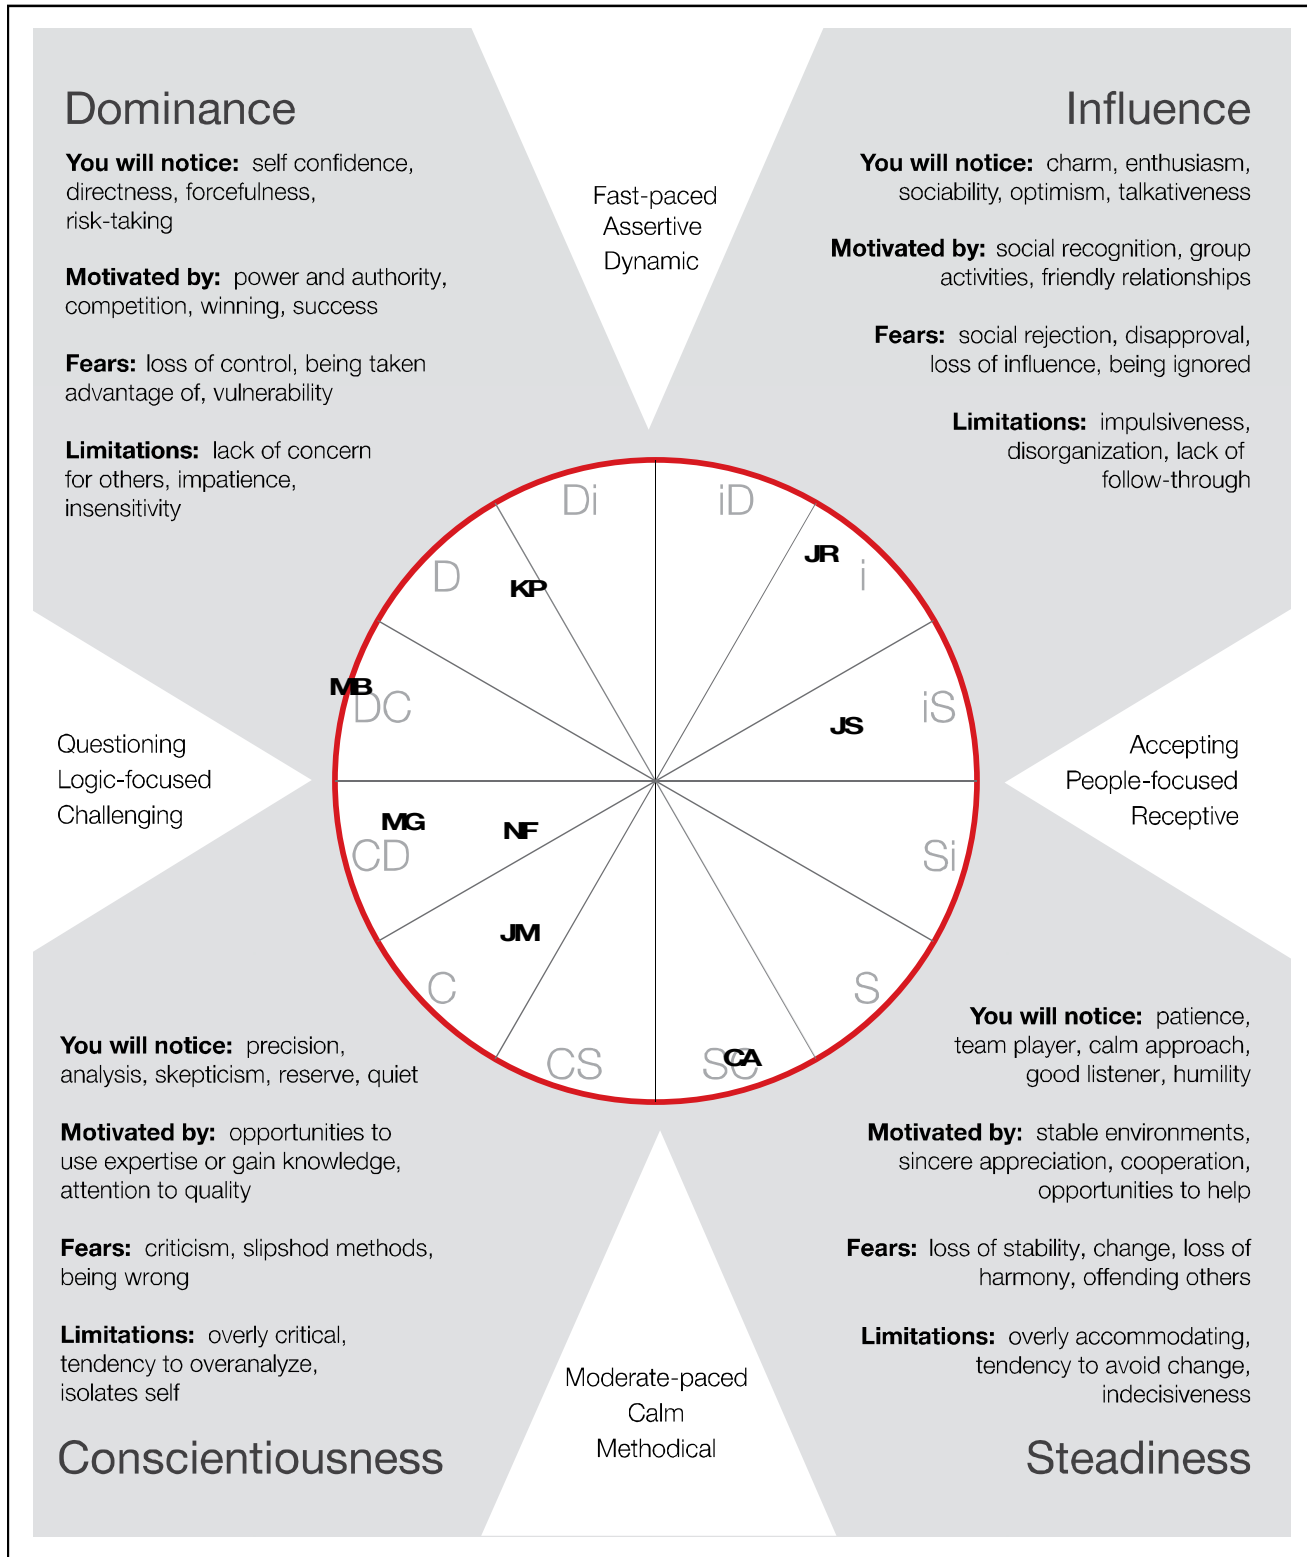 Dominance
You will notice: self confidence,
directness, forcefulness,
risk-taking
Motivated by: power and authority,
competition, winning, success
Fears: loss of control, being taken
advantage of, vulnerability
Limitations: lack of concern
for others, impatience,
insensitivity
Fast-paced
Assertive
Dynamic
Influence
You will notice: charm, enthusiasm,
sociability, optimism, talkativeness
Motivated by: social recognition, group
activities, friendly relationships
Fears: social rejection, disapproval,
loss of influence, being ignored
Limitations: impulsiveness,
disorganization, lack of
follow-through
Di
iD
JR
D
KP
i
MB
DC
iS
JS
Questioning
Logic-focused
Challenging
Accepting
People-focused
Receptive
MG
NF
CD
Si
JM
C
S
CS
SC
CA
You will notice: precision,
analysis, skepticism, reserve, quiet
Motivated by: opportunities to
use expertise or gain knowledge,
attention to quality
Fears: criticism, slipshod methods,
being wrong
Limitations: overly critical,
tendency to overanalyze,
isolates self
Conscientiousness
Moderate-paced
Calm
Methodical
You will notice: patience,
team player, calm approach,
good listener, humility
Motivated by: stable environments,
sincere appreciation, cooperation,
opportunities to help
Fears: loss of stability, change, loss of
harmony, offending others
Limitations: overly accommodating,
tendency to avoid change,
indecisiveness
Steadiness